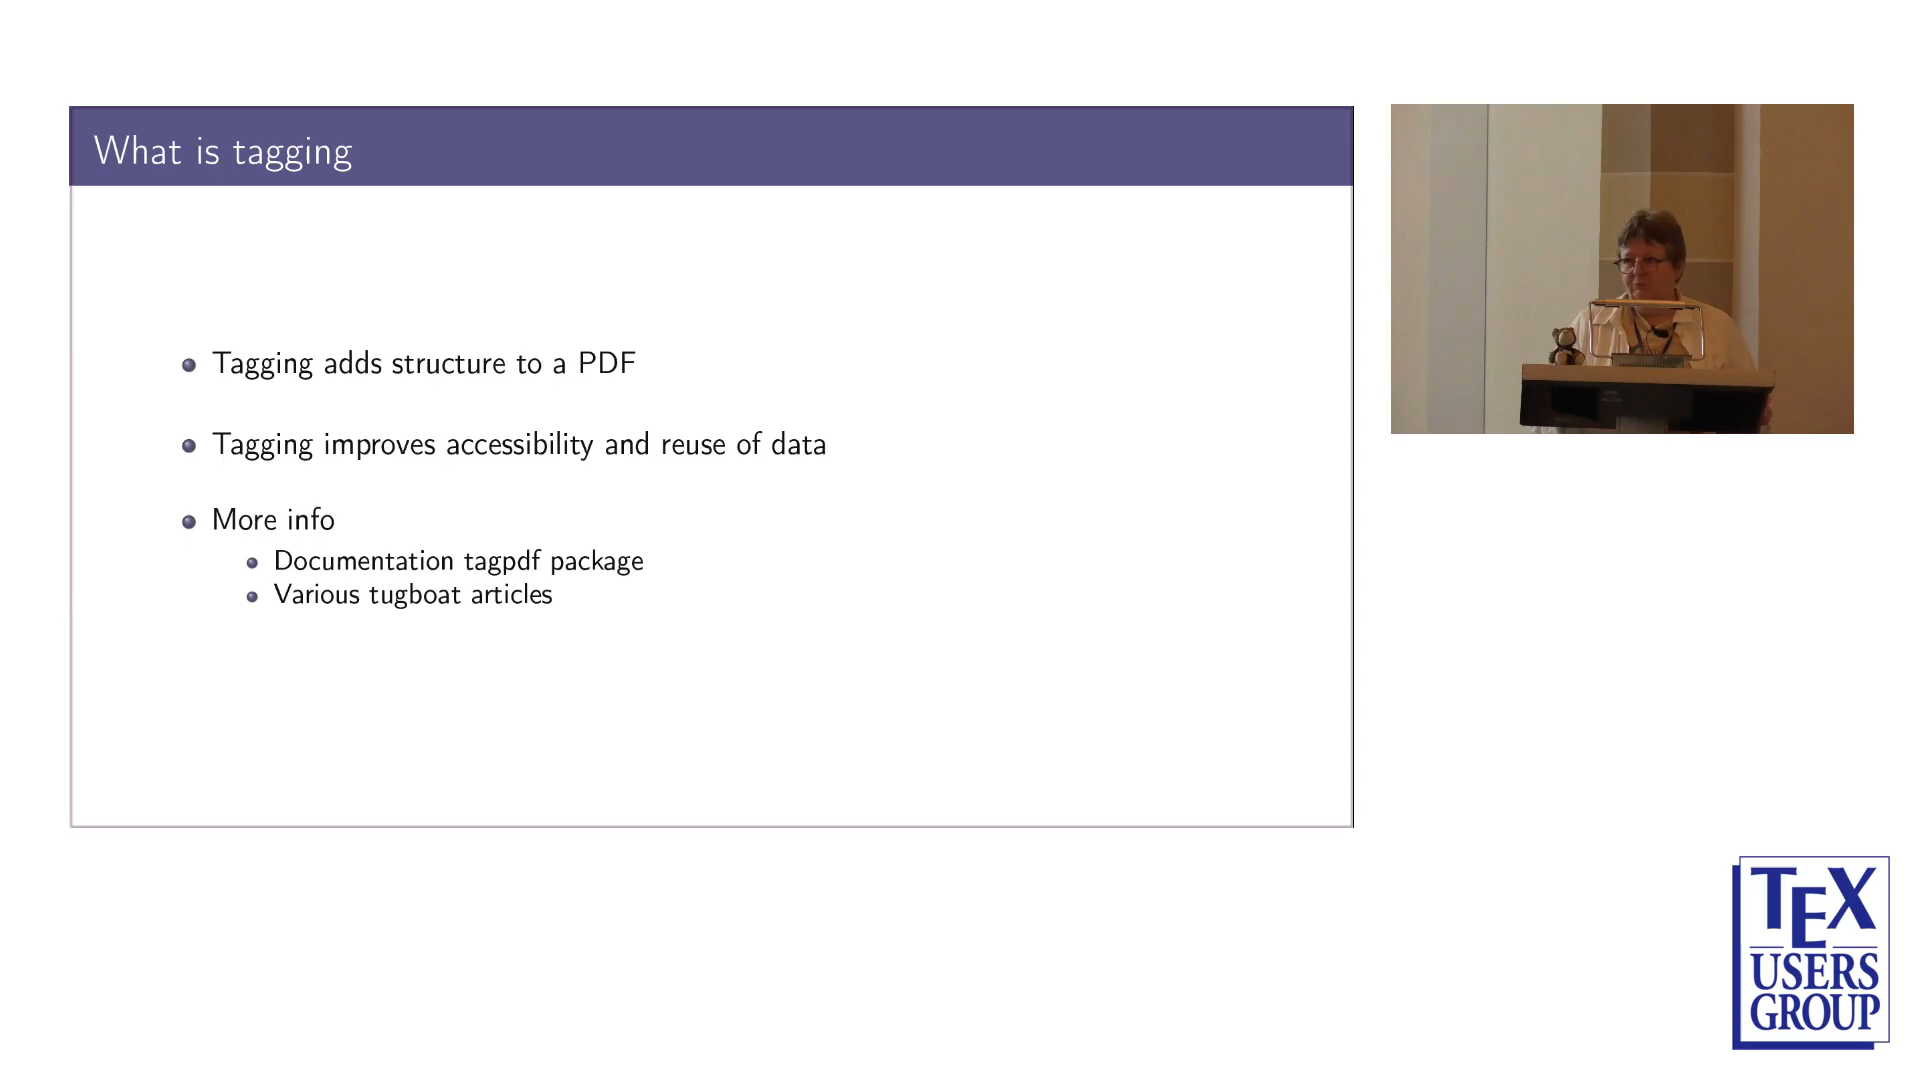 What is tagging
Tagging adds structure to a PDF
Tagging improves accessibility and reuse of data
More info
Documentation tagpdf package
Various tugboat articles
TEX
USERS
GROUP